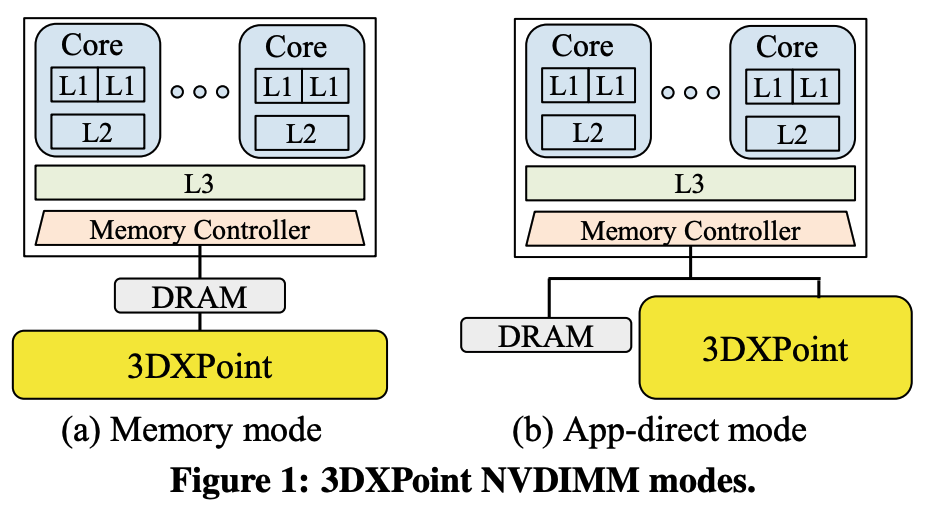 Core
L1 L1
L2
Core
L1 L1
L2
L3
Memory Controller
DRAM
3DXPoint
(a) Memory mode
Core
L1 L1
L2
Core
L1 L1
L2
L3
Memory Controller
DRAM
3DXPoint
(b) App-direct mode
Figure 1: 3DXPoint NVDIMM modes.